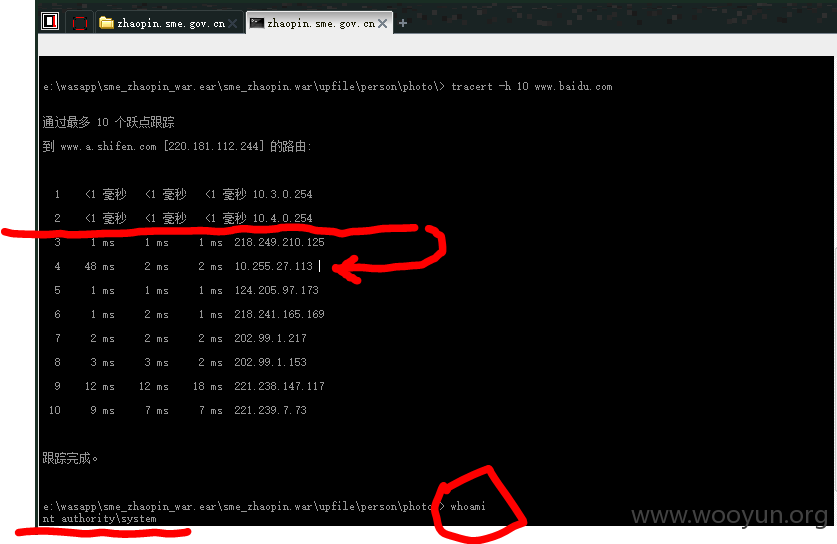 zhaopin.sme.gov.cn zhaopin.sme.gov.cn
e:\wasapp\sme_zhaopin_war.ear\sme_zhaopin.war\upfile\person\photo\> tracert -h 10 www.baidu.com
通过最多 10 个跃点跟踪
到 www.a.shifen.com [220.181.112.244] 的路由:
1 <1 毫秒 <1 毫秒 <1 毫秒 10.3.0.254
2 <1 毫秒 <1 毫秒 <1 毫秒 10.4.0.254
3 1 ms 1 ms 1 ms 218.249.210.125
4 48 ms 2 ms 2 ms 10.255.27.113
5 1 ms 1 ms 1 ms 124.205.97.173
6 1 ms 2 ms 1 ms 218.241.165.169
7 2 ms 2 ms 2 ms 202.99.1.217
8 3 ms 3 ms 2 ms 202.99.1.153
9 12 ms 12 ms 18 ms 221.238.147.117
10 9 ms 7 ms 7 ms 221.239.7.73
跟踪完成。
e:\wasapp\sme_zhaopin_war.ear\sme_zhaopin.war\upfile\person\photo\> whoami
nt authority\system
www.wooyun.org